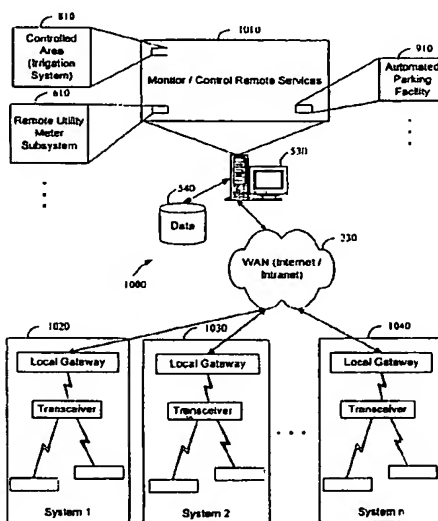 810
Controlled
Area
(Irrigation
System)
1010
Monitor / Control Remote Services
910
Automated
Parking
Facility
610
Remote Utility
Meter
Subsystem
530
540
Data
1000
230
WAN (Internet /
Intranet)
1020
Local Gateway
Transceiver
System 1
1030
Local Gateway
Transceiver
System 2
1040
Local Gateway
Transceiver
System n